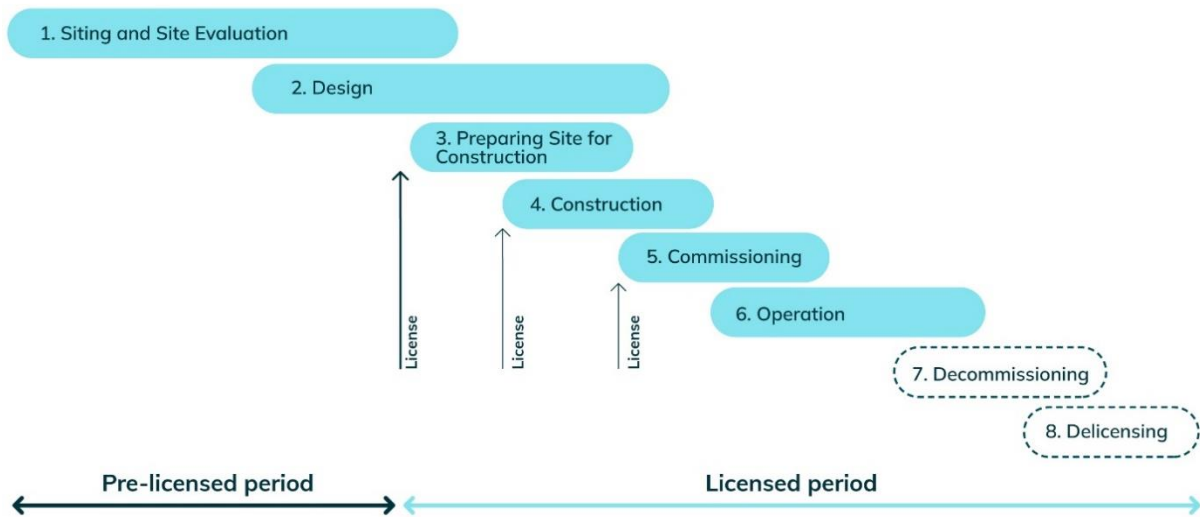 1. Siting and Site Evaluation
2. Design
3. Preparing Site for
Construction
4. Construction
5. Commissioning
6. Operation
License
License
License
7. Decommissioning
8. Delicensing
Pre-licensed period
Licensed period